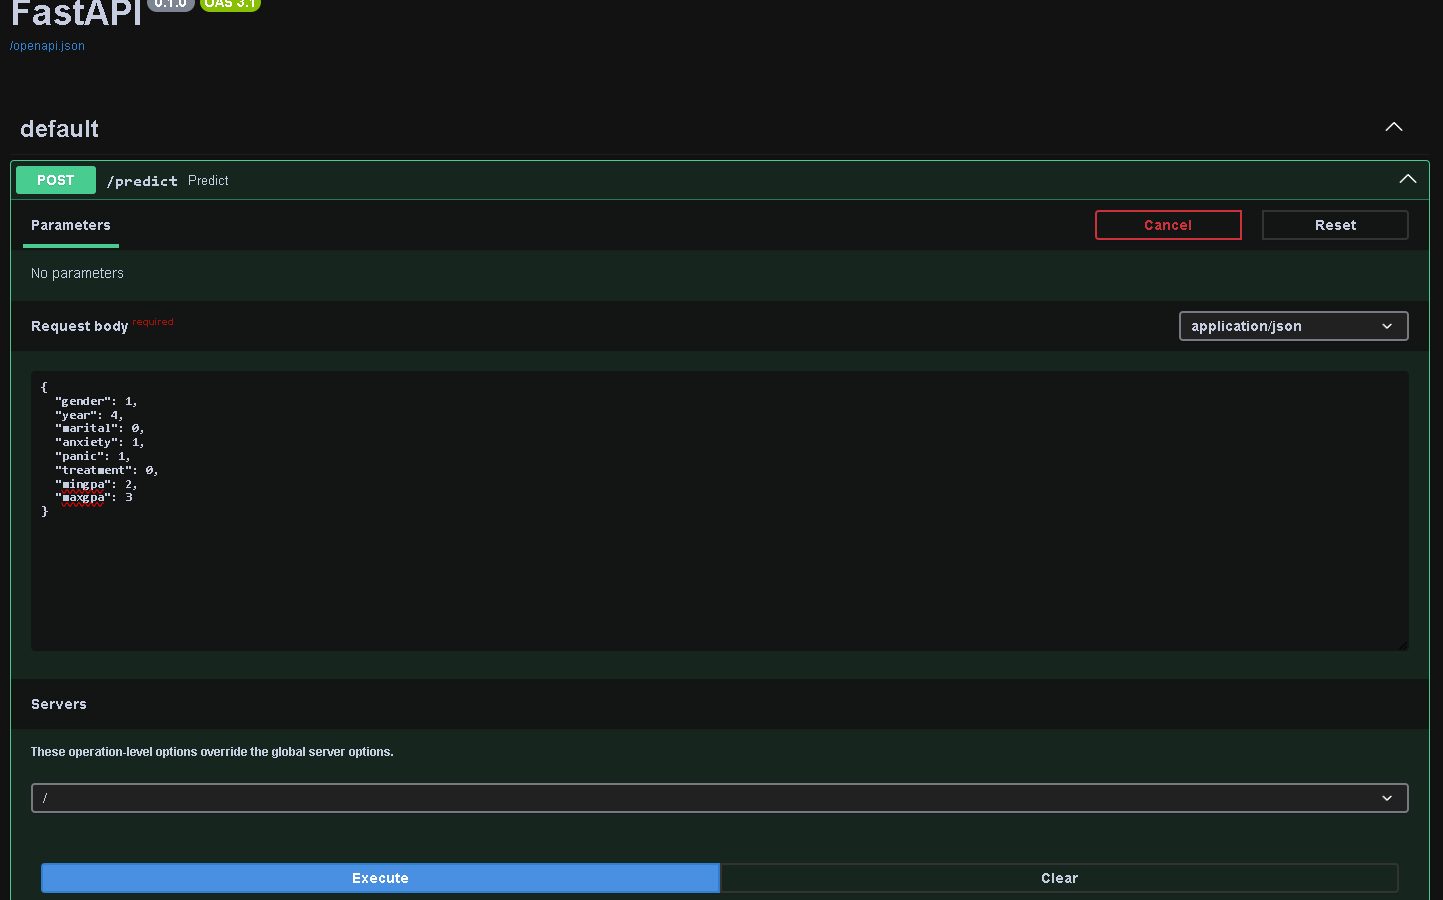 FastAPI 0.1.0 OAS 3.1
/openapi.json
default
POST /predict Predict
Parameters
Cancel
Reset
No parameters
Request body required
application/json
{
"gender": 1,
"year": 4,
"marital": 0,
"anxiety": 1,
"panic": 1,
"treatment": 0,
"mingpa": 2,
"maxgpa": 3
}
Servers
These operation-level options override the global server options.
/
Execute
Clear